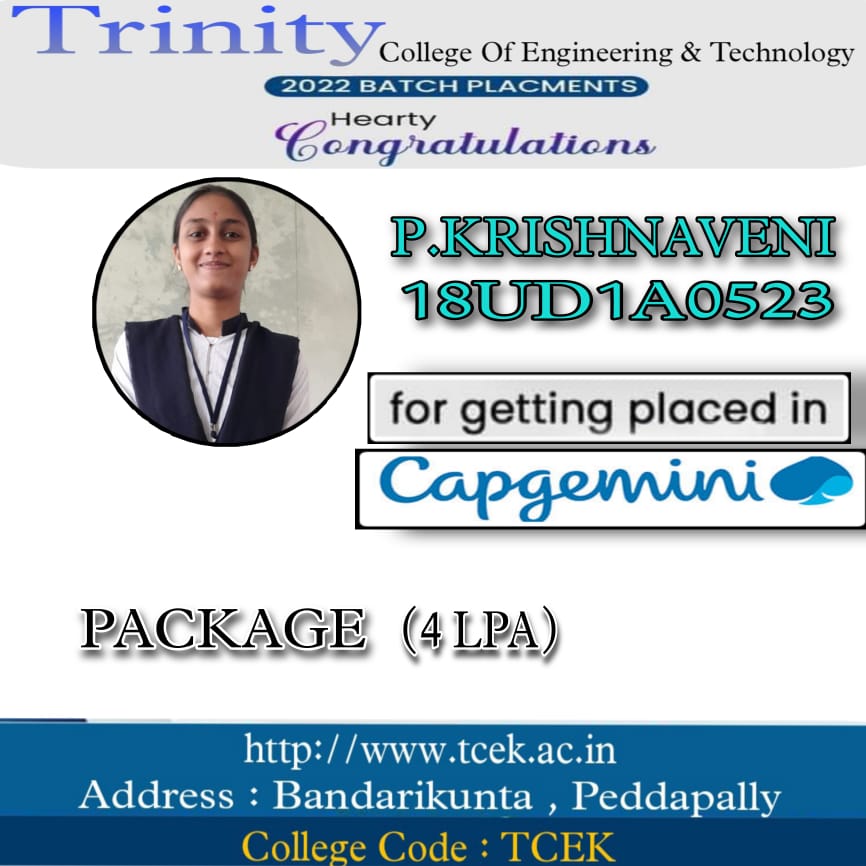 Trinity College Of Engineering & Technology
2022 BATCH PLACMENTS
Hearty
Congratulations
P.KRISHNAVENI
18UD1A0523
for getting placed in
Capgemini
PACKAGE (4 LPA)
http://www.tcek.ac.in
Address : Bandarikunta , Peddapally
College Code : TCEK